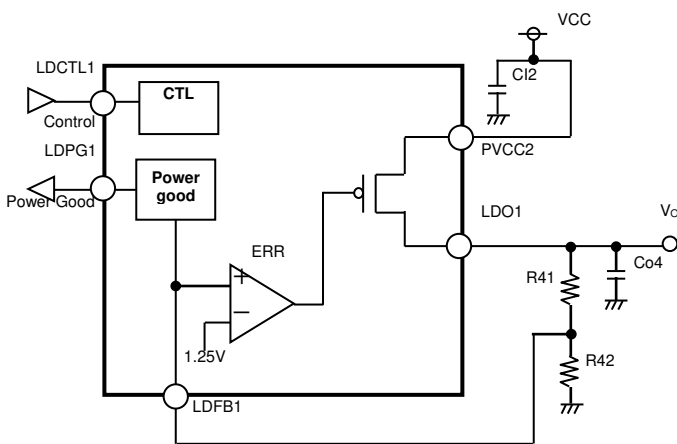 VCC
LDCTL1
CI2
CTL
Control
LDPG1
PVCC2
Power
good
Power Good
LDO1
VO
ERR
Co4
R41
+
−
1.25V
R42
LDFB1